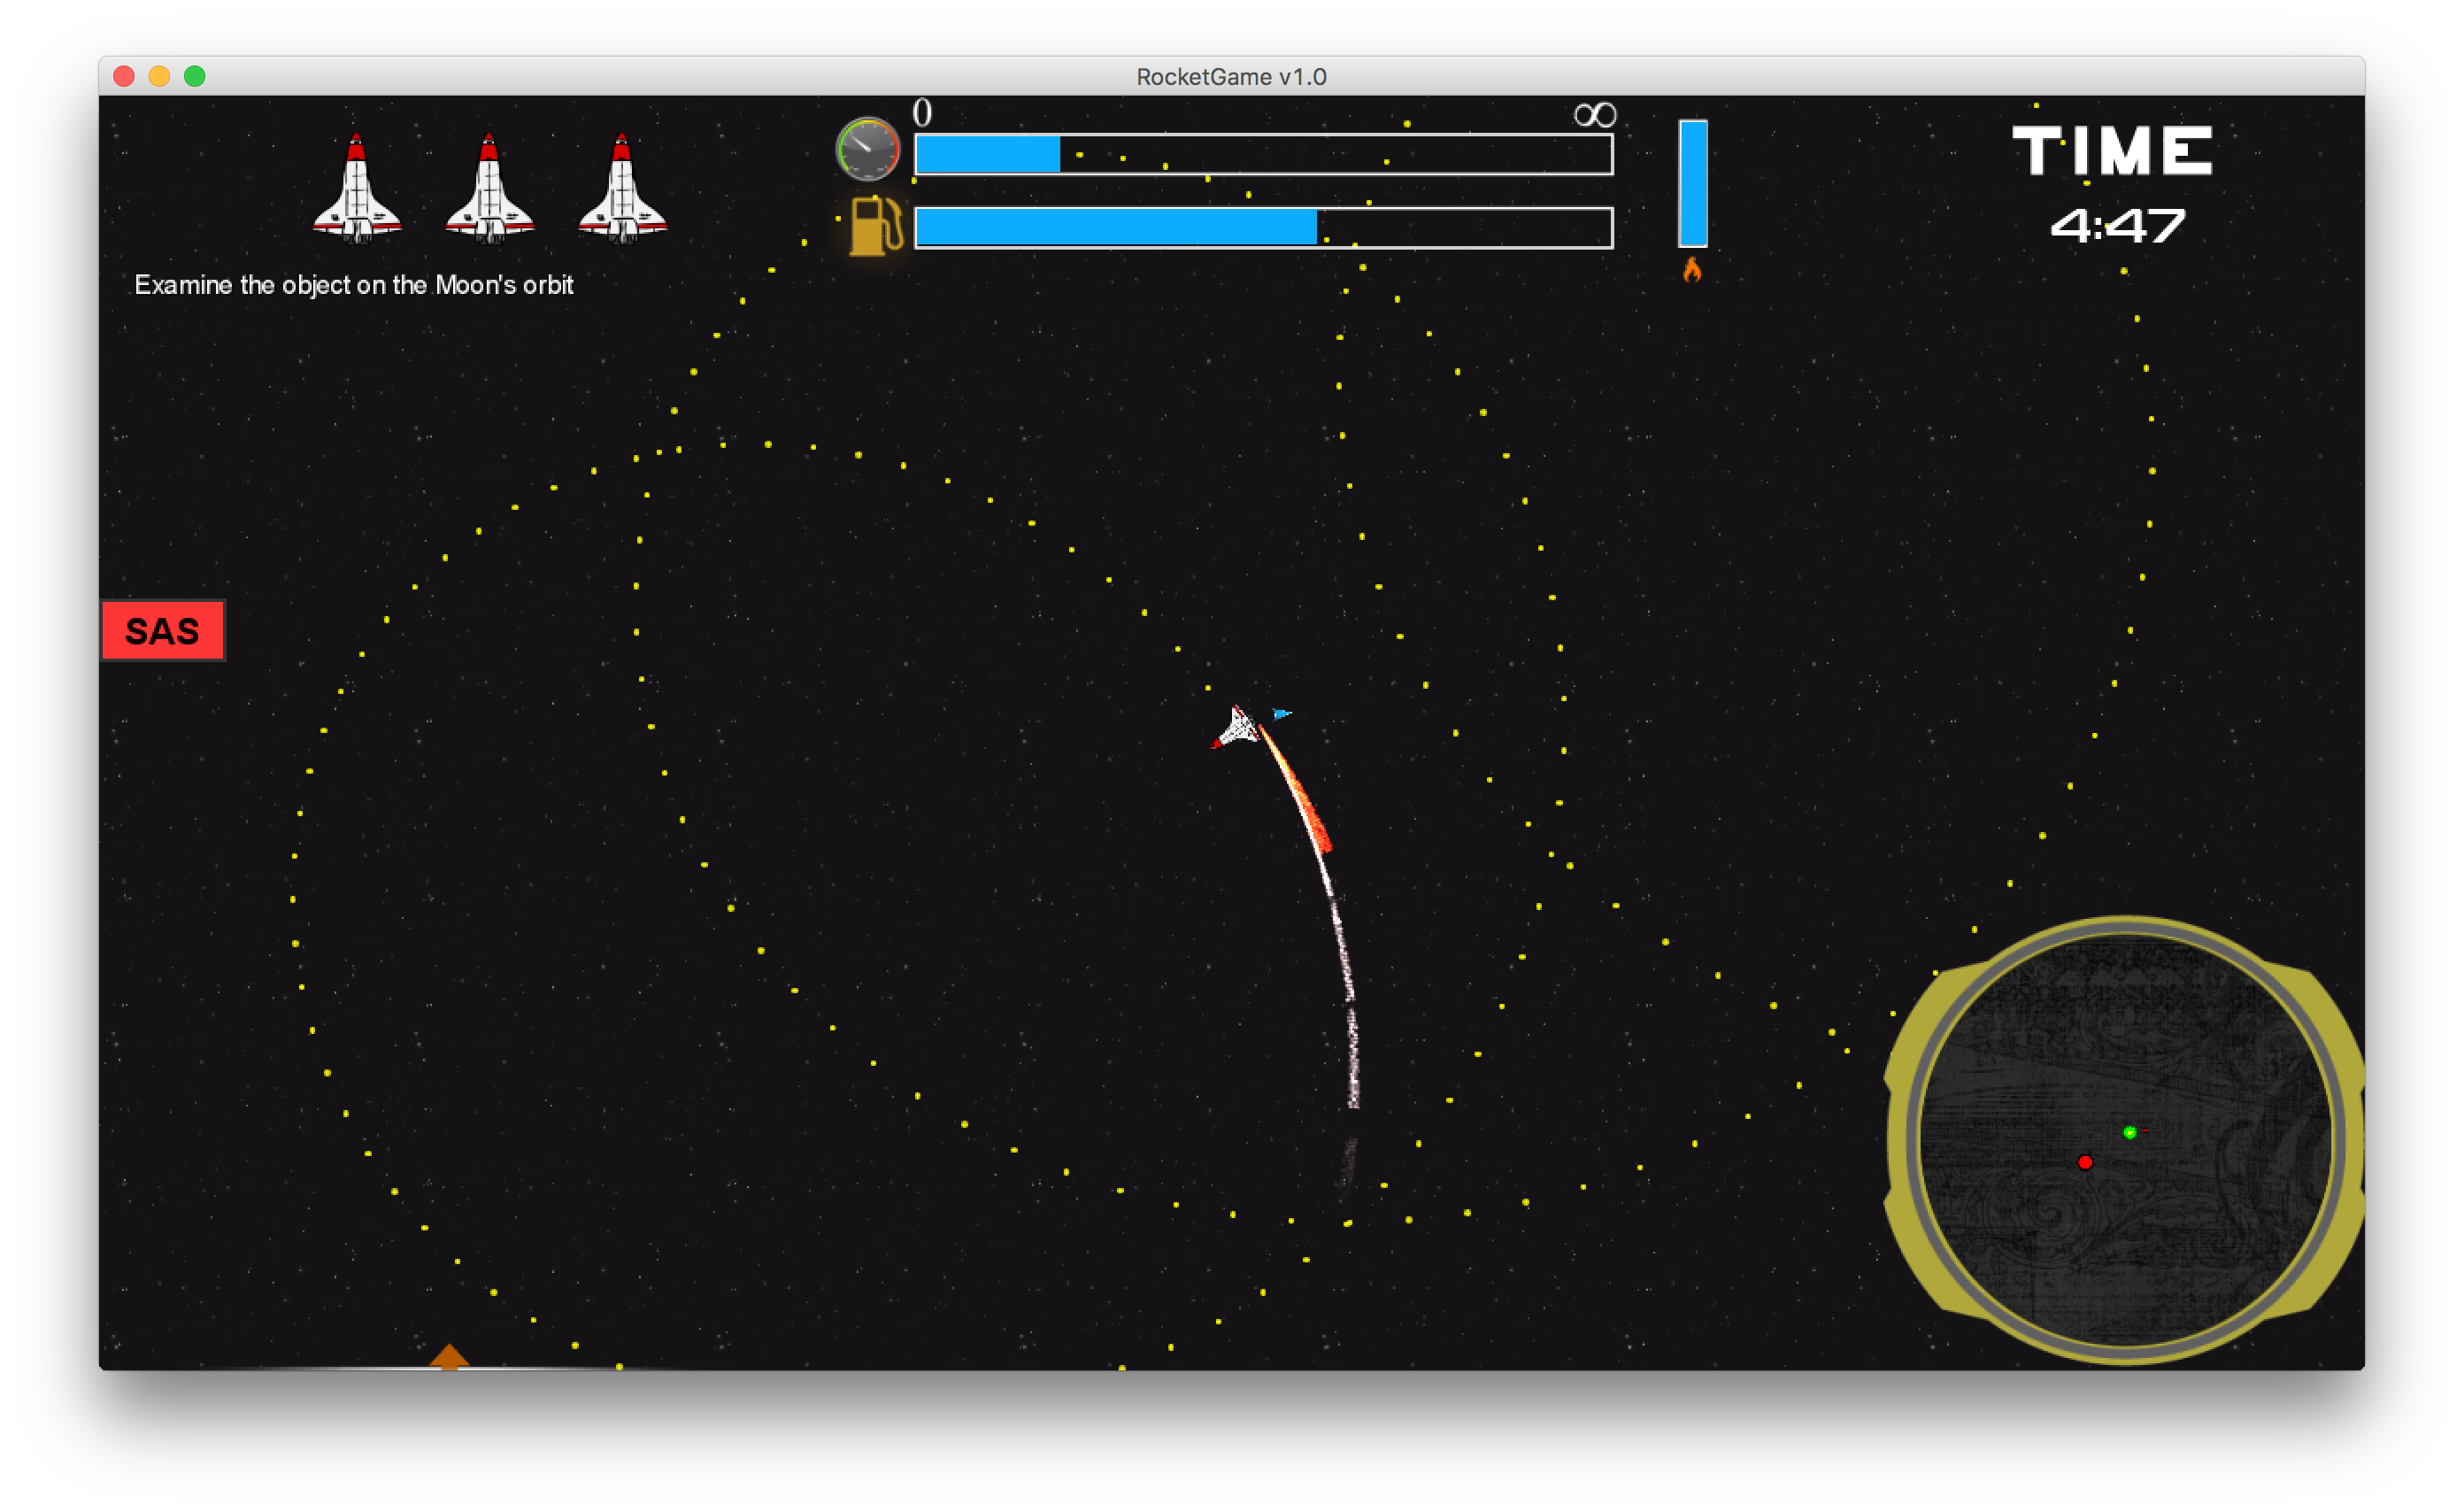 RocketGame v1.0
0 ∞
TIME
4:47
Examine the object on the Moon's orbit
SAS